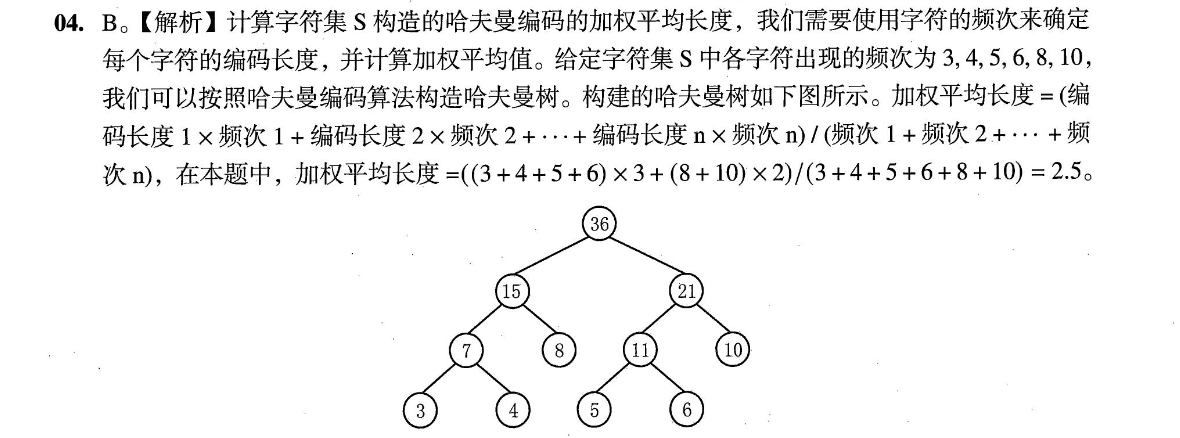 04. B。【解析】计算字符集 S 构造的哈夫曼编码的加权平均长度，我们需要使用字符的频次来确定
每个字符的编码长度，并计算加权平均值。给定字符集 S 中各字符出现的频次为 3, 4, 5, 6, 8, 10，
我们可以按照哈夫曼编码算法构造哈夫曼树。构建的哈夫曼树如下图所示。加权平均长度 = (编
码长度 1 × 频次 1 + 编码长度 2 × 频次 2 + ··· + 编码长度 n × 频次 n) / (频次 1 + 频次 2 + ··· + 频
次 n)，在本题中，加权平均长度 =((3 + 4 + 5 + 6) × 3 + (8 + 10) × 2)/(3 + 4 + 5 + 6 + 8 + 10) = 2.5。
36
15 21
7 8 11 10
3 4 5 6